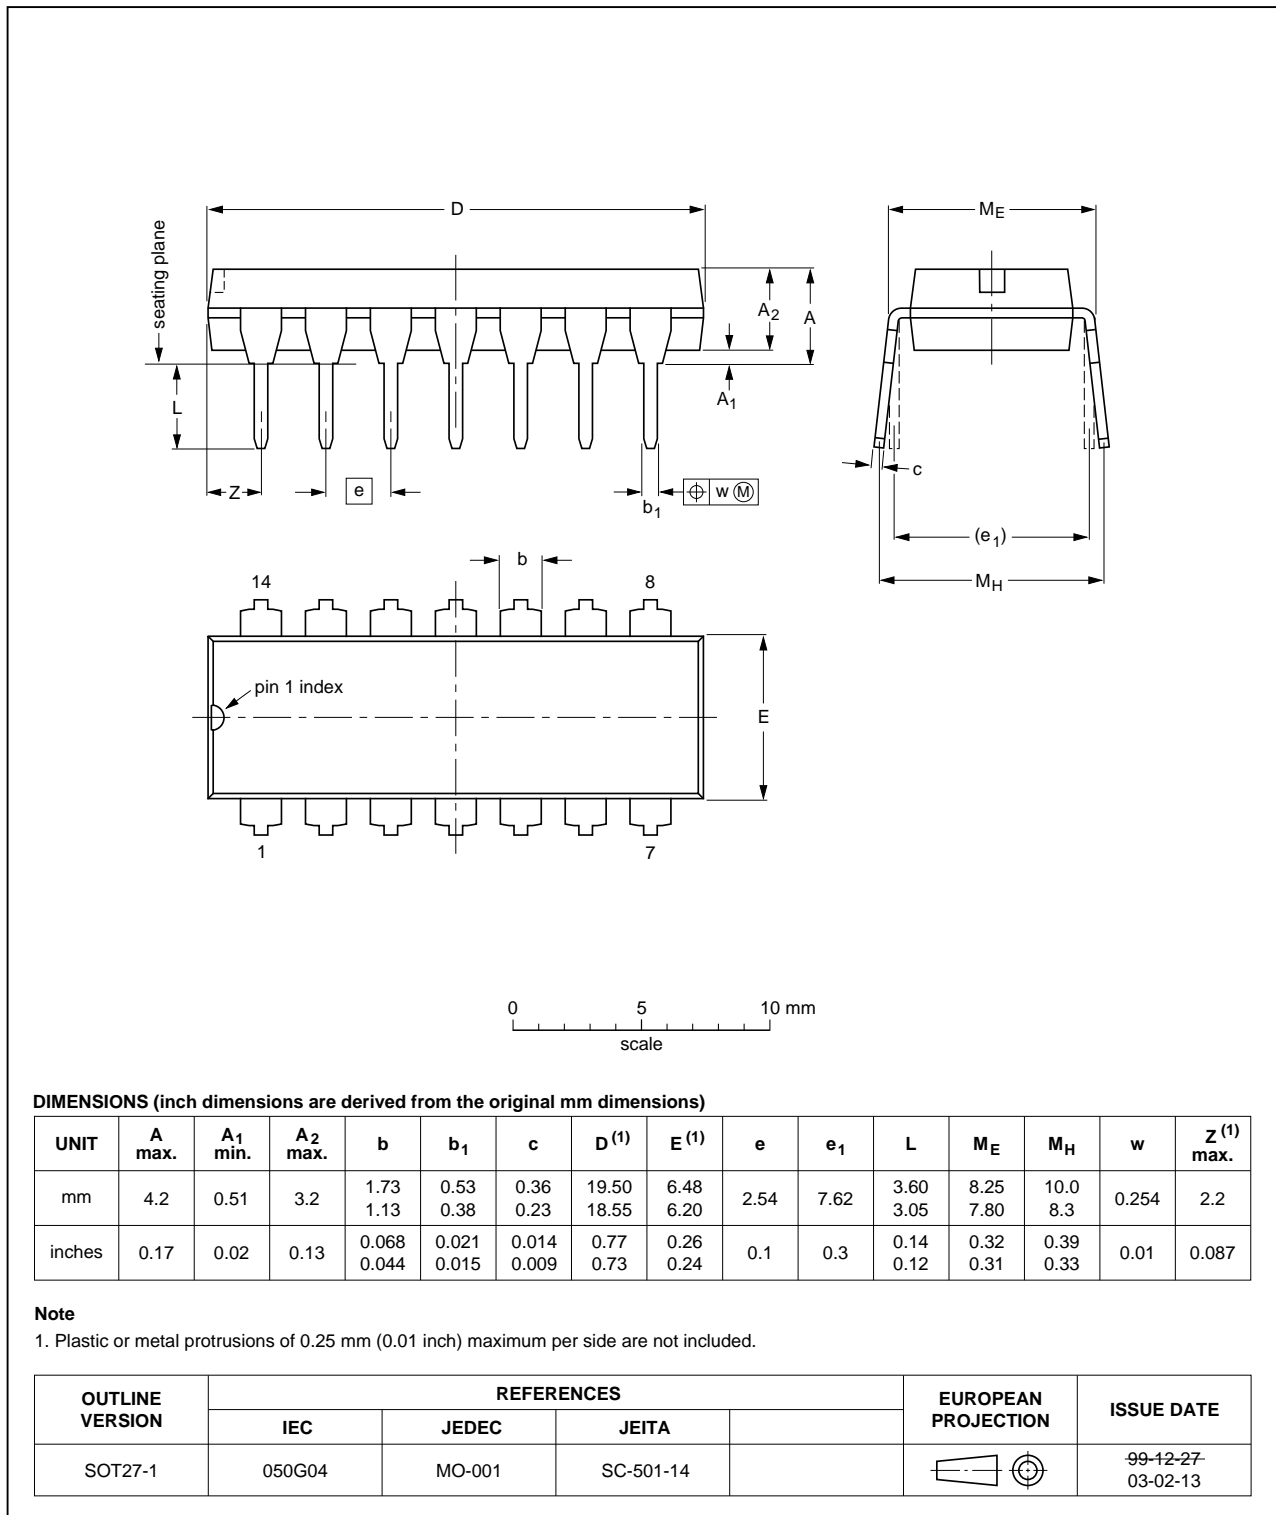 D
ME
seating plane
A2
A
L
A1
Z
e
b1
w M
c
(e1)
MH
b
14
8
pin 1 index
E
1
7
0 5 10 mm
scale
DIMENSIONS (inch dimensions are derived from the original mm dimensions)
UNIT A max. A1 min. A2 max. b b1 c D(1) E(1) e e1 L ME MH w Z(1) max.
mm 4.2 0.51 3.2 1.73 1.13 0.53 0.38 0.36 0.23 19.50 18.55 6.48 6.20 2.54 7.62 3.60 3.05 8.25 7.80 10.0 8.3 0.254 2.2
inches 0.17 0.02 0.13 0.068 0.044 0.021 0.015 0.014 0.009 0.77 0.73 0.26 0.24 0.1 0.3 0.14 0.12 0.32 0.31 0.39 0.33 0.01 0.087
Note
1. Plastic or metal protrusions of 0.25 mm (0.01 inch) maximum per side are not included.
OUTLINE VERSION REFERENCES EUROPEAN PROJECTION ISSUE DATE
IEC JEDEC JEITA
SOT27-1 050G04 MO-001 SC-501-14 99-12-27
03-02-13